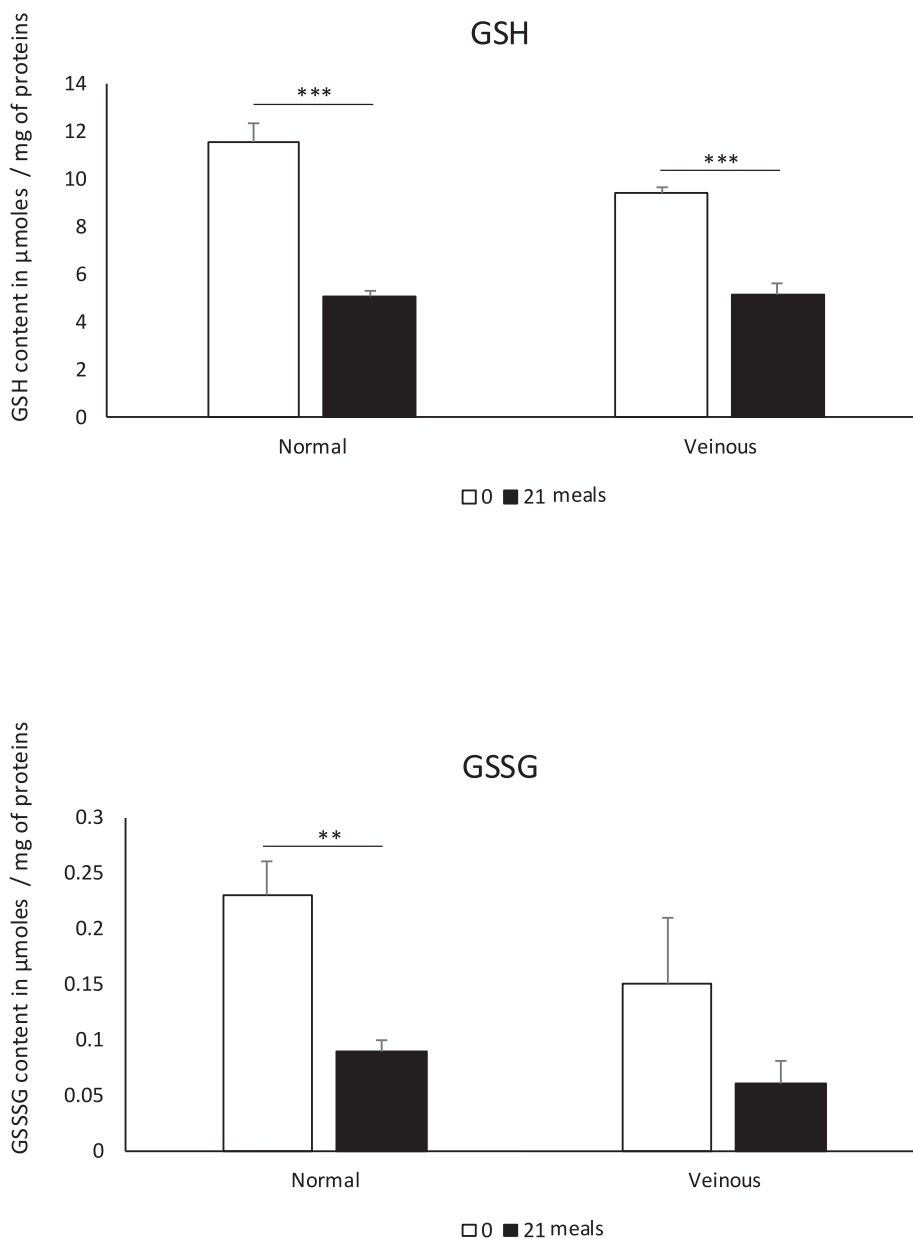 GSH
GSH content in µmoles / mg of proteins
14
12
10
8
6
4
2
0
***
***
Normal
Veinous
0
21 meals
GSSG
GSSSG content in µmoles / mg of proteins
0.3
0.25
0.2
0.15
0.1
0.05
0
**
Normal
Veinous
0
21 meals